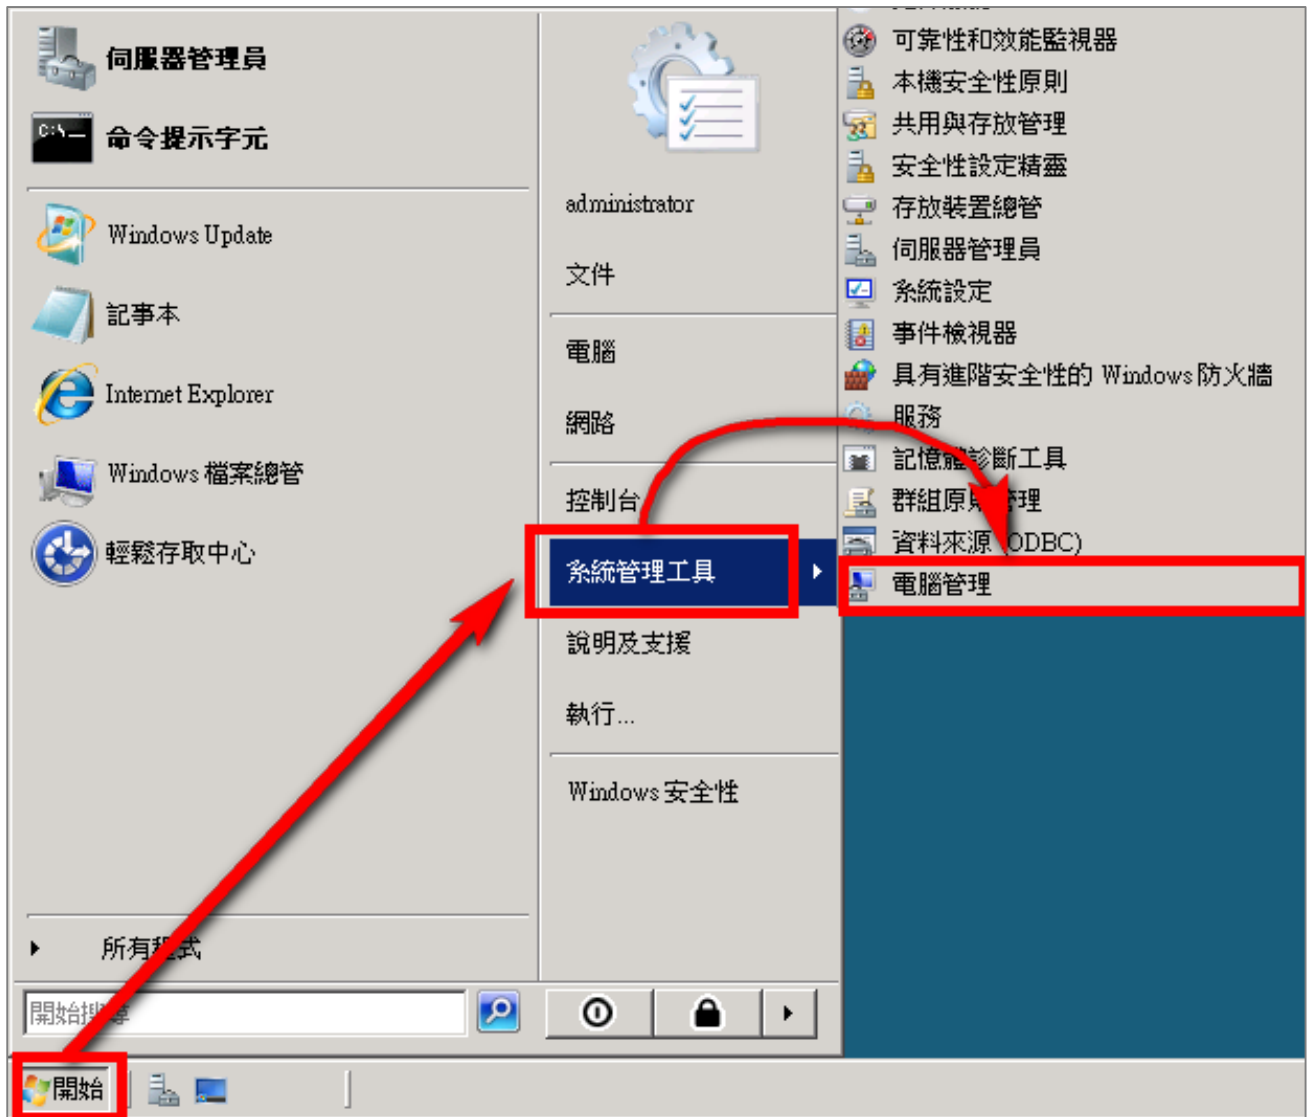 伺服器管理員
C:\
命令提示字元
Windows Update
記事本
Internet Explorer
Windows 檔案總管
輕鬆存取中心
所有程式
開始搜尋
administrator
文件
電腦
網路
控制台
系統管理工具
說明及支援
執行...
Windows 安全性
可靠性和效能監視器
本機安全性原則
共用與存放管理
安全性設定精靈
存放裝置總管
伺服器管理員
系統設定
事件檢視器
具有進階安全性的 Windows 防火牆
服務
記憶體診斷工具
群組原則管理
資料來源 (ODBC)
電腦管理
開始